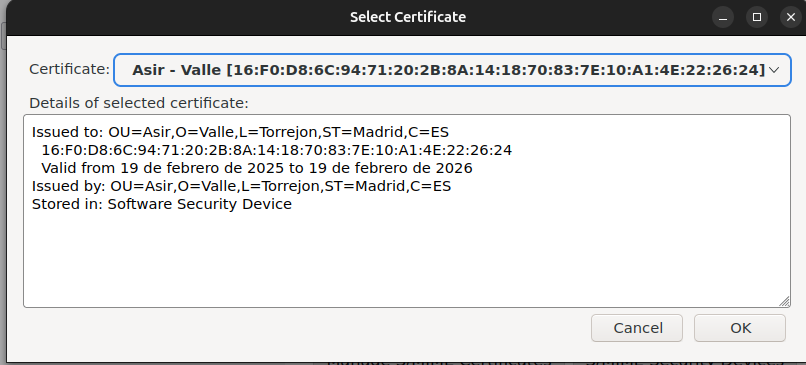 Select Certificate
Certificate: Asir - Valle [16:F0:D8:6C:94:71:20:2B:8A:14:18:70:83:7E:10:A1:4E:22:26:24]
Details of selected certificate:
Issued to: OU=Asir,O=Valle,L=Torrejon,ST=Madrid,C=ES
16:F0:D8:6C:94:71:20:2B:8A:14:18:70:83:7E:10:A1:4E:22:26:24
Valid from 19 de febrero de 2025 to 19 de febrero de 2026
Issued by: OU=Asir,O=Valle,L=Torrejon,ST=Madrid,C=ES
Stored in: Software Security Device
Cancel OK